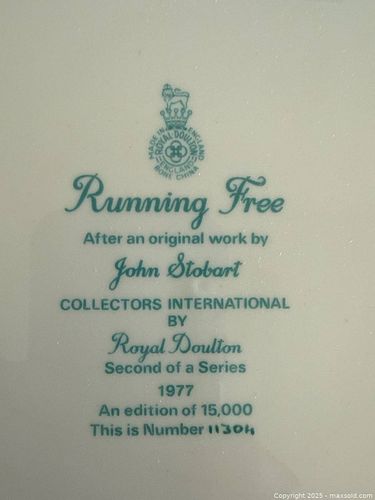 MADE IN ENGLAND
ROYAL DOULTON
ENGLAND
BONE CHINA
Running Free
After an original work by
John Stobart
COLLECTORS INTERNATIONAL
BY
Royal Doulton
Second of a Series
1977
An edition of 15,000
This is Number 11304
Copyright 2025 - maxsold.com